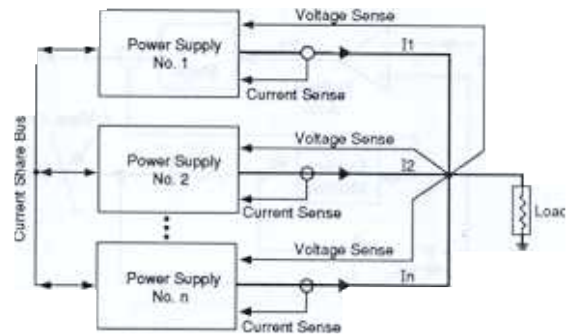 Voltage Sense
Power Supply
No. 1
I1
Current Sense
Current Share Bus
Voltage Sense
Power Supply
No. 2
I2
Current Sense
Load
Voltage Sense
Power Supply
No. n
In
Current Sense